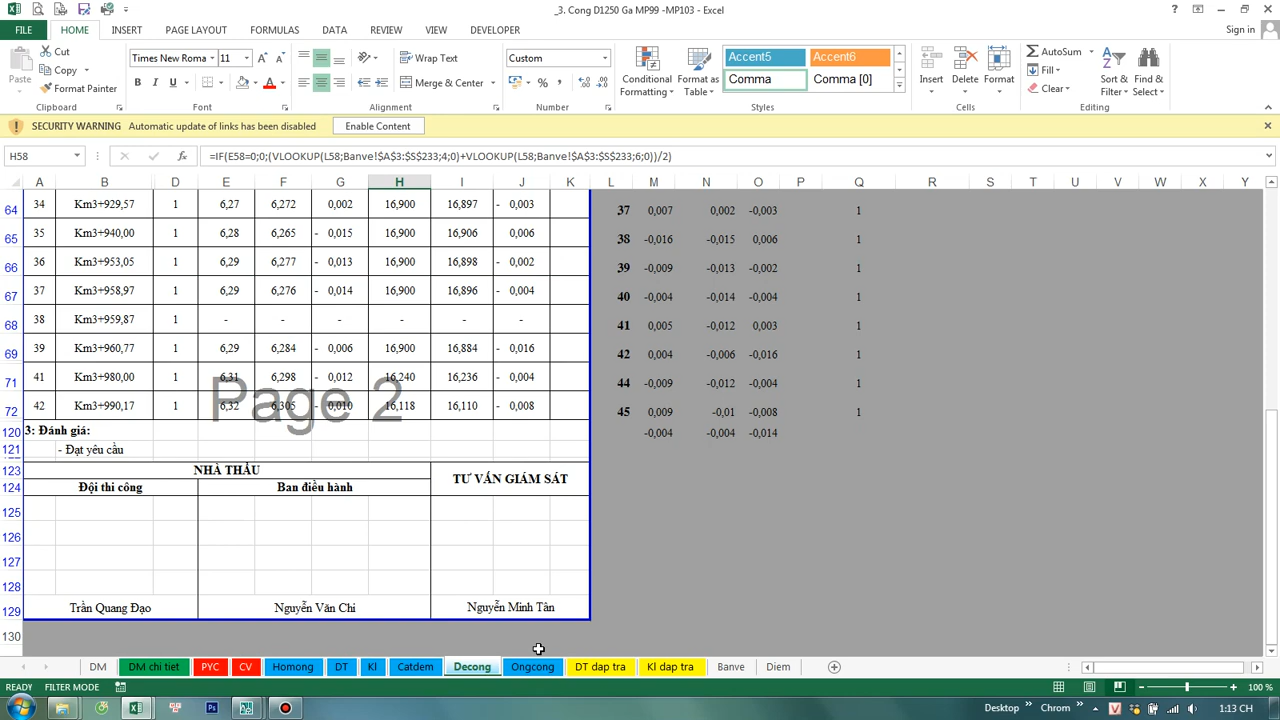 _3. Cong D1250 Ga MP99 -MP103 - Excel
FILE HOME INSERT PAGE LAYOUT FORMULAS DATA REVIEW VIEW DEVELOPER Sign in
Paste Cut Copy Format Painter Clipboard
Times New Roma 11 B I U Font
Wrap Text Merge & Center Alignment
Custom % Number
Conditional Formatting Format as Table Accent5 Accent6 Comma Comma [0] Styles
Insert Delete Format Cells
AutoSum Fill Clear Sort & Filter Find & Select Editing
SECURITY WARNING Automatic update of links has been disabled Enable Content
H58 fx =IF(E58=0;0;(VLOOKUP(L58;Banve!$A$3:$S$233;4;0)+VLOOKUP(L58;Banve!$A$3:$S$233;6;0))/2)
A B D E F G H I J K L M N O P Q R S T U V W X Y
64 34 Km3+929,57 1 6,27 6,272 0,002 16,900 16,897 - 0,003 37 0,007 0,002 -0,003 1
65 35 Km3+940,00 1 6,28 6,265 - 0,015 16,900 16,906 0,006 38 -0,016 -0,015 0,006 1
66 36 Km3+953,05 1 6,29 6,277 - 0,013 16,900 16,898 - 0,002 39 -0,009 -0,013 -0,002 1
67 37 Km3+958,97 1 6,29 6,276 - 0,014 16,900 16,896 - 0,004 40 -0,004 -0,014 -0,004 1
68 38 Km3+959,87 1 - - - - - - 41 0,005 -0,012 0,003 1
69 39 Km3+960,77 1 6,29 6,284 - 0,006 16,900 16,884 - 0,016 42 0,004 -0,006 -0,016 1
71 41 Km3+980,00 1 6,31 6,298 - 0,012 16,240 16,236 - 0,004 44 -0,009 -0,012 -0,004 1
Page 2
72 42 Km3+990,17 1 6,32 6,305 - 0,010 16,118 16,110 - 0,008 45 0,009 -0,01 -0,008 1
120 3: Đánh giá: -0,004 -0,004 -0,014
121 - Đạt yêu cầu
123 NHÀ THẦU TƯ VẤN GIÁM SÁT
124 Đội thi công Ban điều hành
125
126
127
128
129 Trần Quang Đạo Nguyễn Văn Chi Nguyễn Minh Tân
130
DM DM chi tiet PYC CV Homong DT Kl Catdem Decong Ongcong DT dap tra Kl dap tra Banve Diem
READY FILTER MODE 100 %
Desktop Chrom 1:13 CH